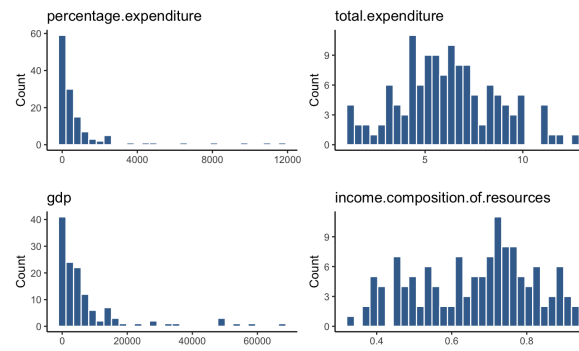 percentage.expenditure
60
40
20
0
Count
0 4000 8000 12000
total.expenditure
9
6
3
0
Count
5 10
gdp
40
30
20
10
0
Count
0 20000 40000 60000
income.composition.of.resources
9
6
3
0
Count
0.4 0.6 0.8